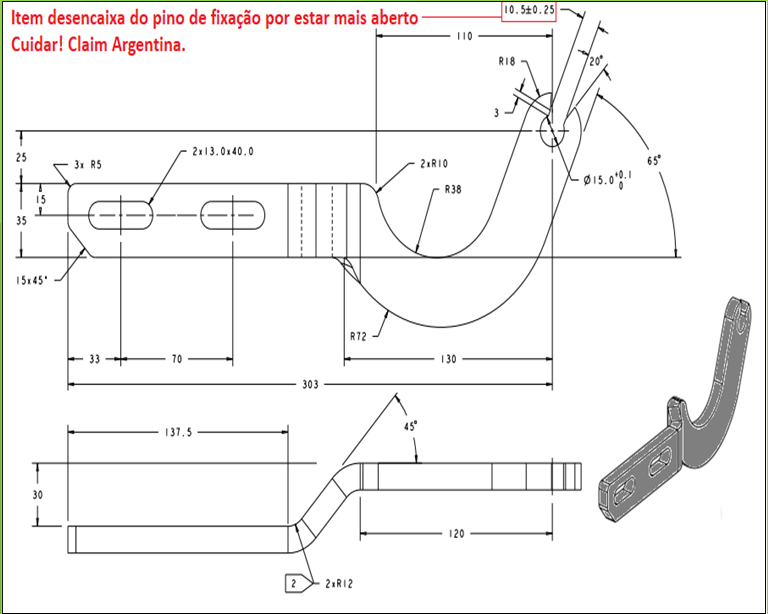 Item desencaixa do pino de fixação por estar mais aberto
Cuidar! Claim Argentina.
10.5±0.25
110
R18
20°
3
25
3x R5
2x13.0x40.0
2xR10
65°
Ø15.0 +0.1 0
15
R38
35
15x45°
R72
33
70
130
303
45°
137.5
30
120
2
2xR12